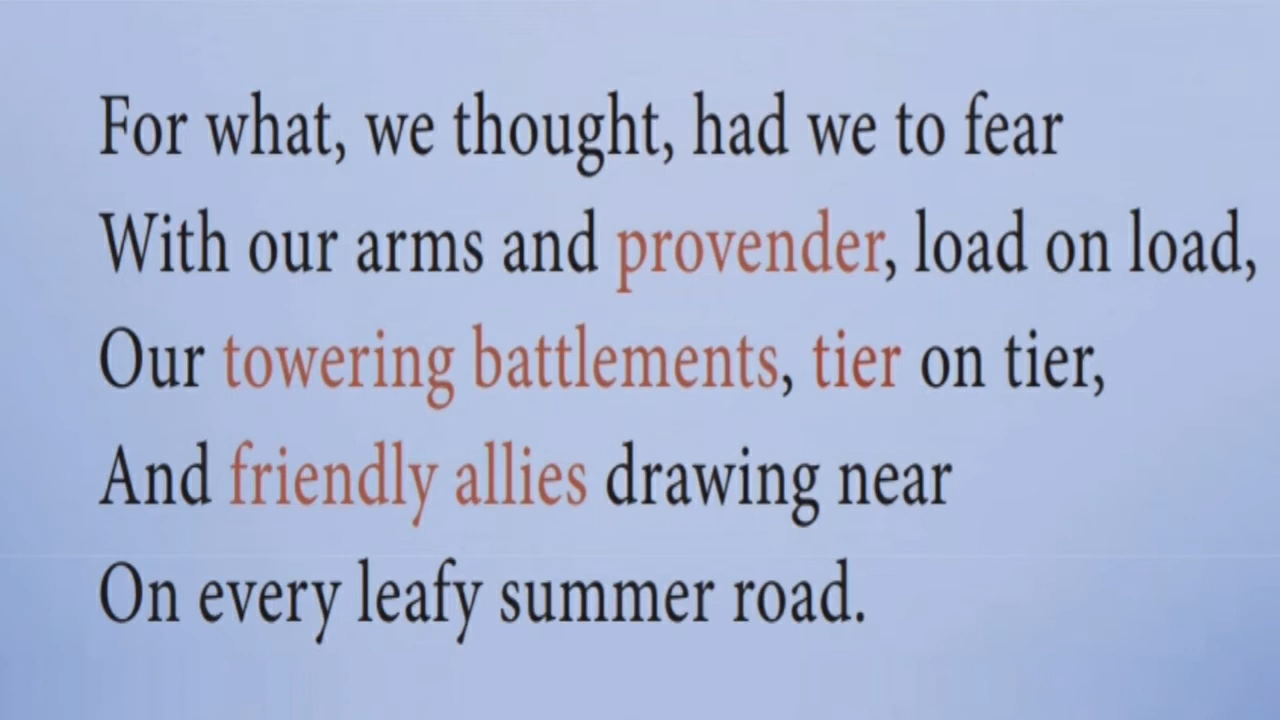 For what, we thought, had we to fear
With our arms and provender, load on load,
Our towering battlements, tier on tier,
And friendly allies drawing near
On every leafy summer road.